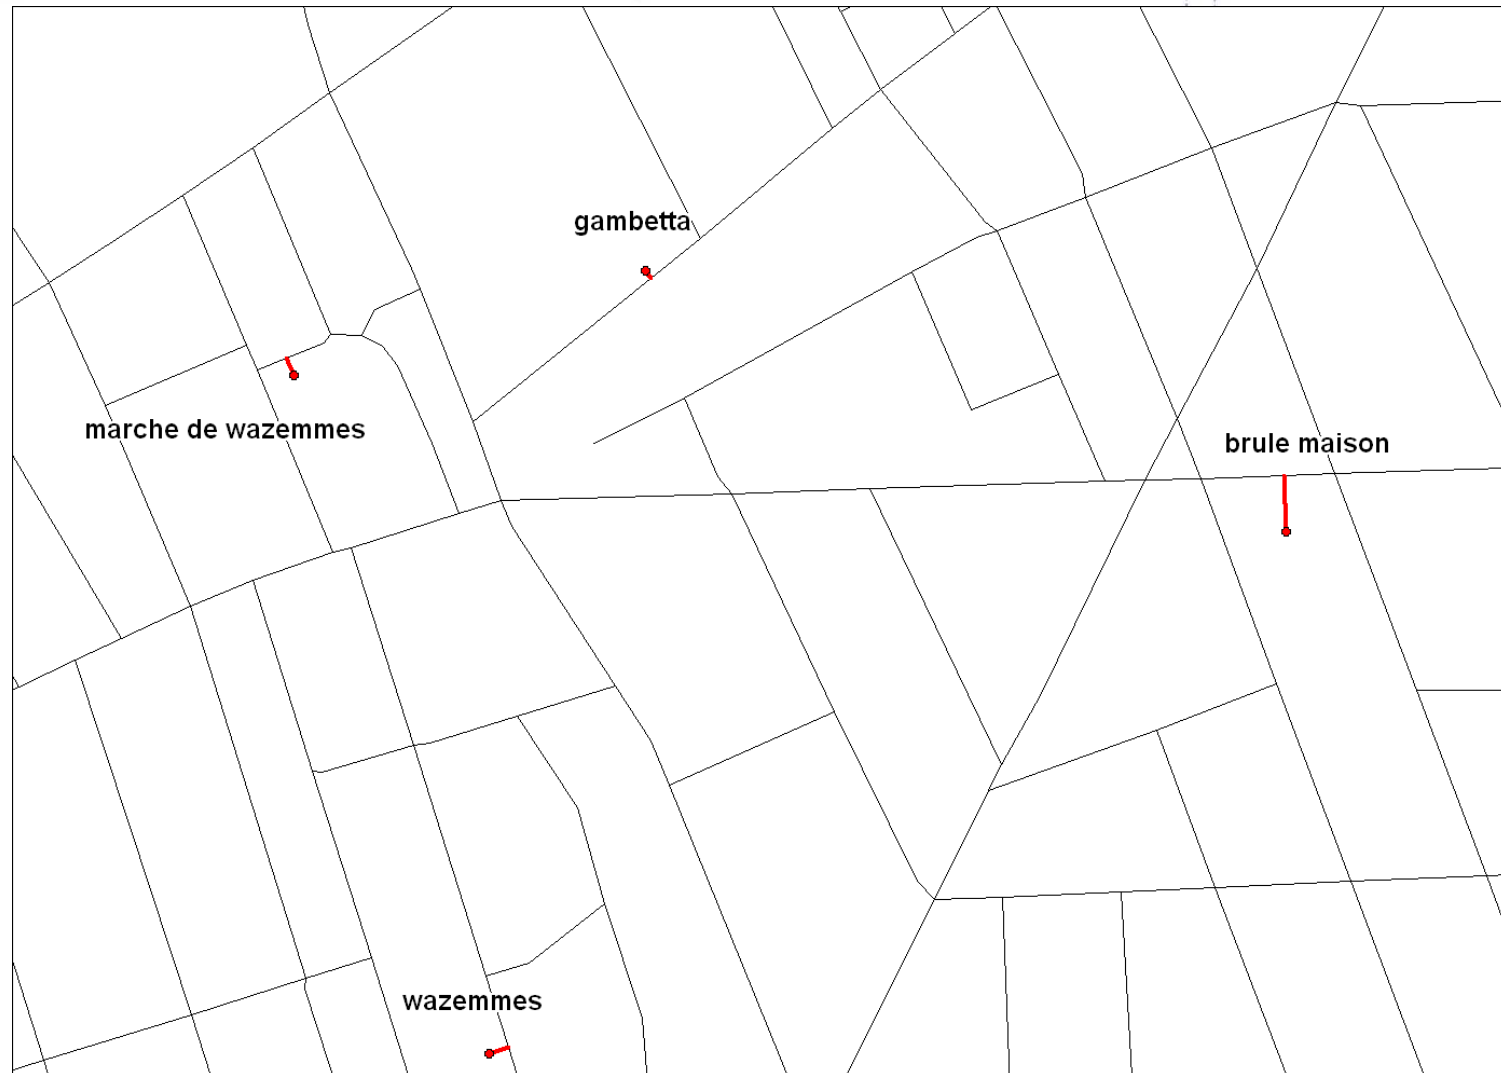 gambetta
marche de wazemmes
brule maison
wazemmes